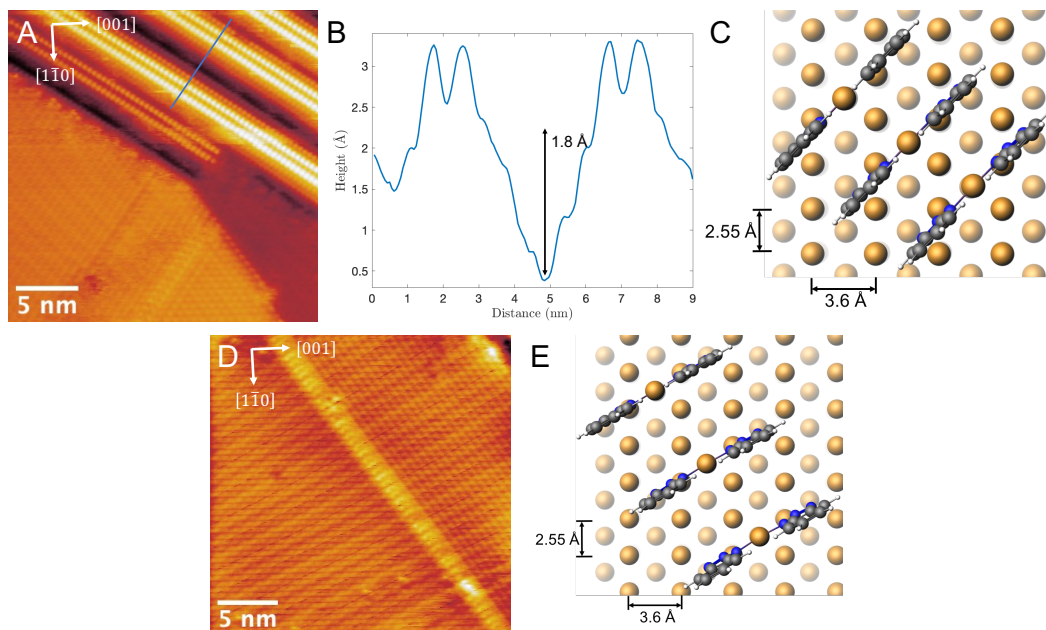 A
[001]
[11̄0]
5 nm
B
Height (Å)
3
2.5
2
1.5
1
0.5
1.8 Å
0 1 2 3 4 5 6 7 8 9
Distance (nm)
C
2.55 Å
3.6 Å
D
[001]
[11̄0]
5 nm
E
2.55 Å
3.6 Å